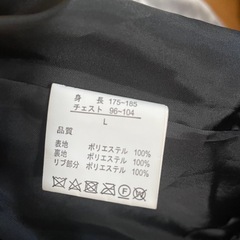 身 長 175~185
チェスト 96~104
L
品質
表地 ポリエステル 100%
裏地 ポリエステル 100%
リブ部分 ポリエステル 100%